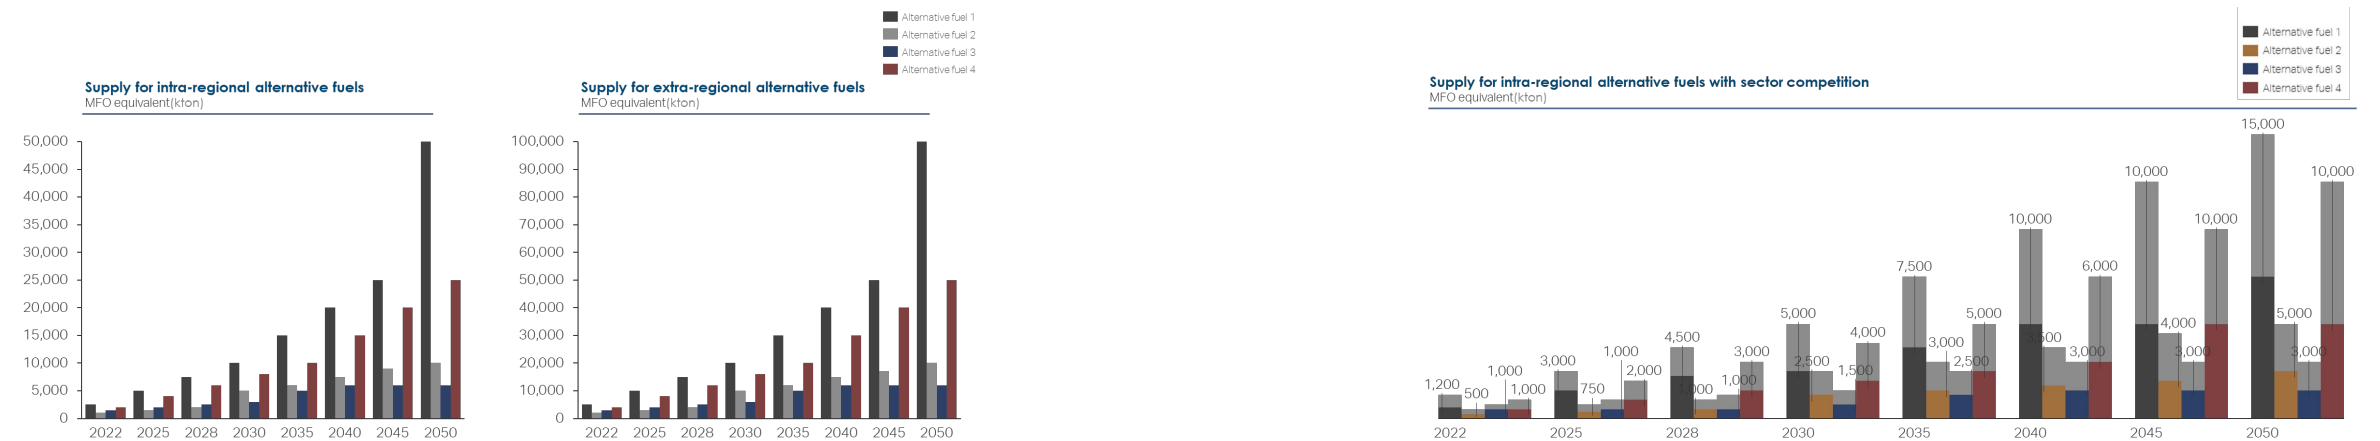 Alternative fuel 1
Alternative fuel 2
Alternative fuel 3
Alternative fuel 4
Supply for intra-regional alternative fuels
MFO equivalent(kton)
50,000
45,000
40,000
35,000
30,000
25,000
20,000
15,000
10,000
5,000
0
2022 2025 2028 2030 2035 2040 2045 2050
Supply for extra-regional alternative fuels
MFO equivalent(kton)
100,000
90,000
80,000
70,000
60,000
50,000
40,000
30,000
20,000
10,000
0
2022 2025 2028 2030 2035 2040 2045 2050
Alternative fuel 1
Alternative fuel 2
Alternative fuel 3
Alternative fuel 4
Supply for intra-regional alternative fuels with sector competition
MFO equivalent(kton)
1,200 500 1,000 1,000
3,000 750 1,000 2,000
4,500 1,000 1,000 3,000
5,000 2,500 1,500 4,000
7,500 3,000 2,500 5,000
10,000 3,500 3,000 6,000
10,000 4,000 3,000 10,000
15,000 5,000 3,000 10,000
2022 2025 2028 2030 2035 2040 2045 2050